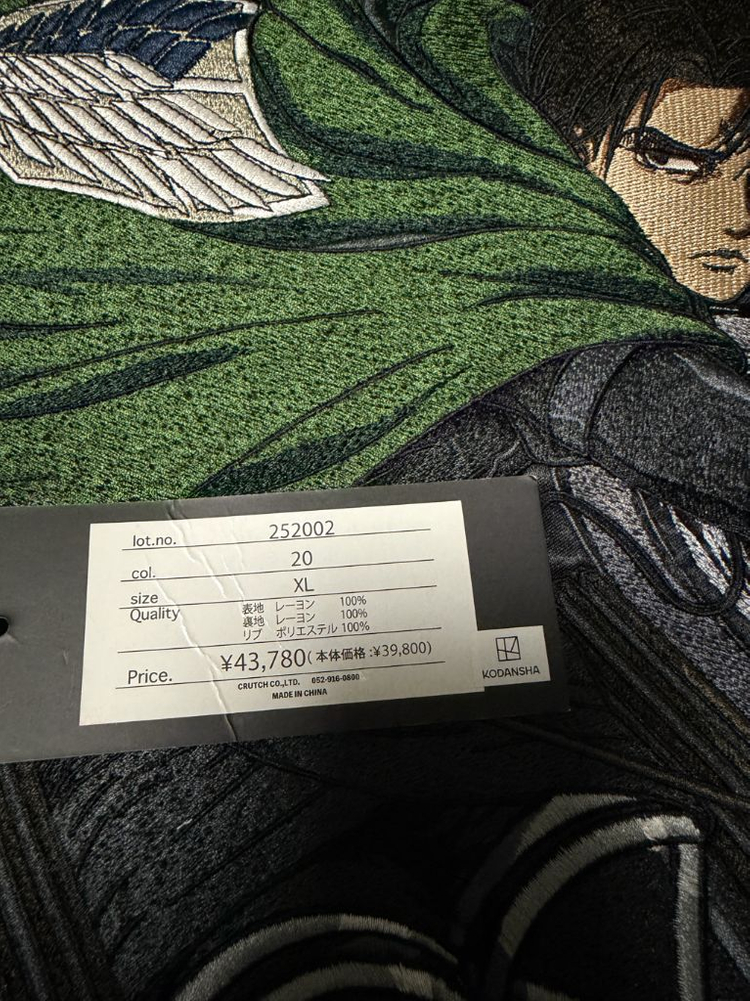 lot.no. 252002
col. 20
size XL
Quality 表地 レーヨン 100%
裏地 レーヨン 100%
リブ ポリエステル 100%
Price. ¥43,780(本体価格:¥39,800)
CRUTCH CO.,LTD. 052-916-0800
MADE IN CHINA
KODANSHA